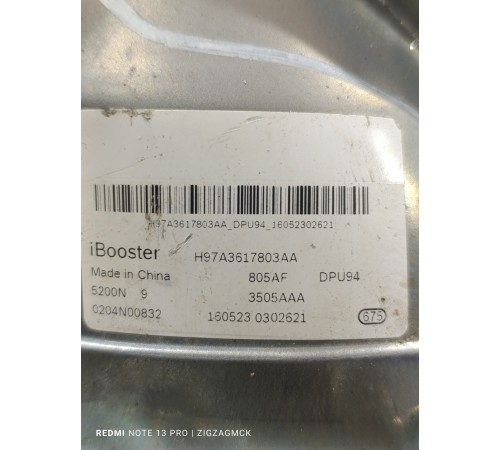 H97A3617803AA_DPU94_16052302621
iBooster H97A3617803AA
Made in China 805AF DPU94
5200N 9 3505AAA
0204N00832 160523 0302621 675
REDMI NOTE 13 PRO | ZIGZAGMCK